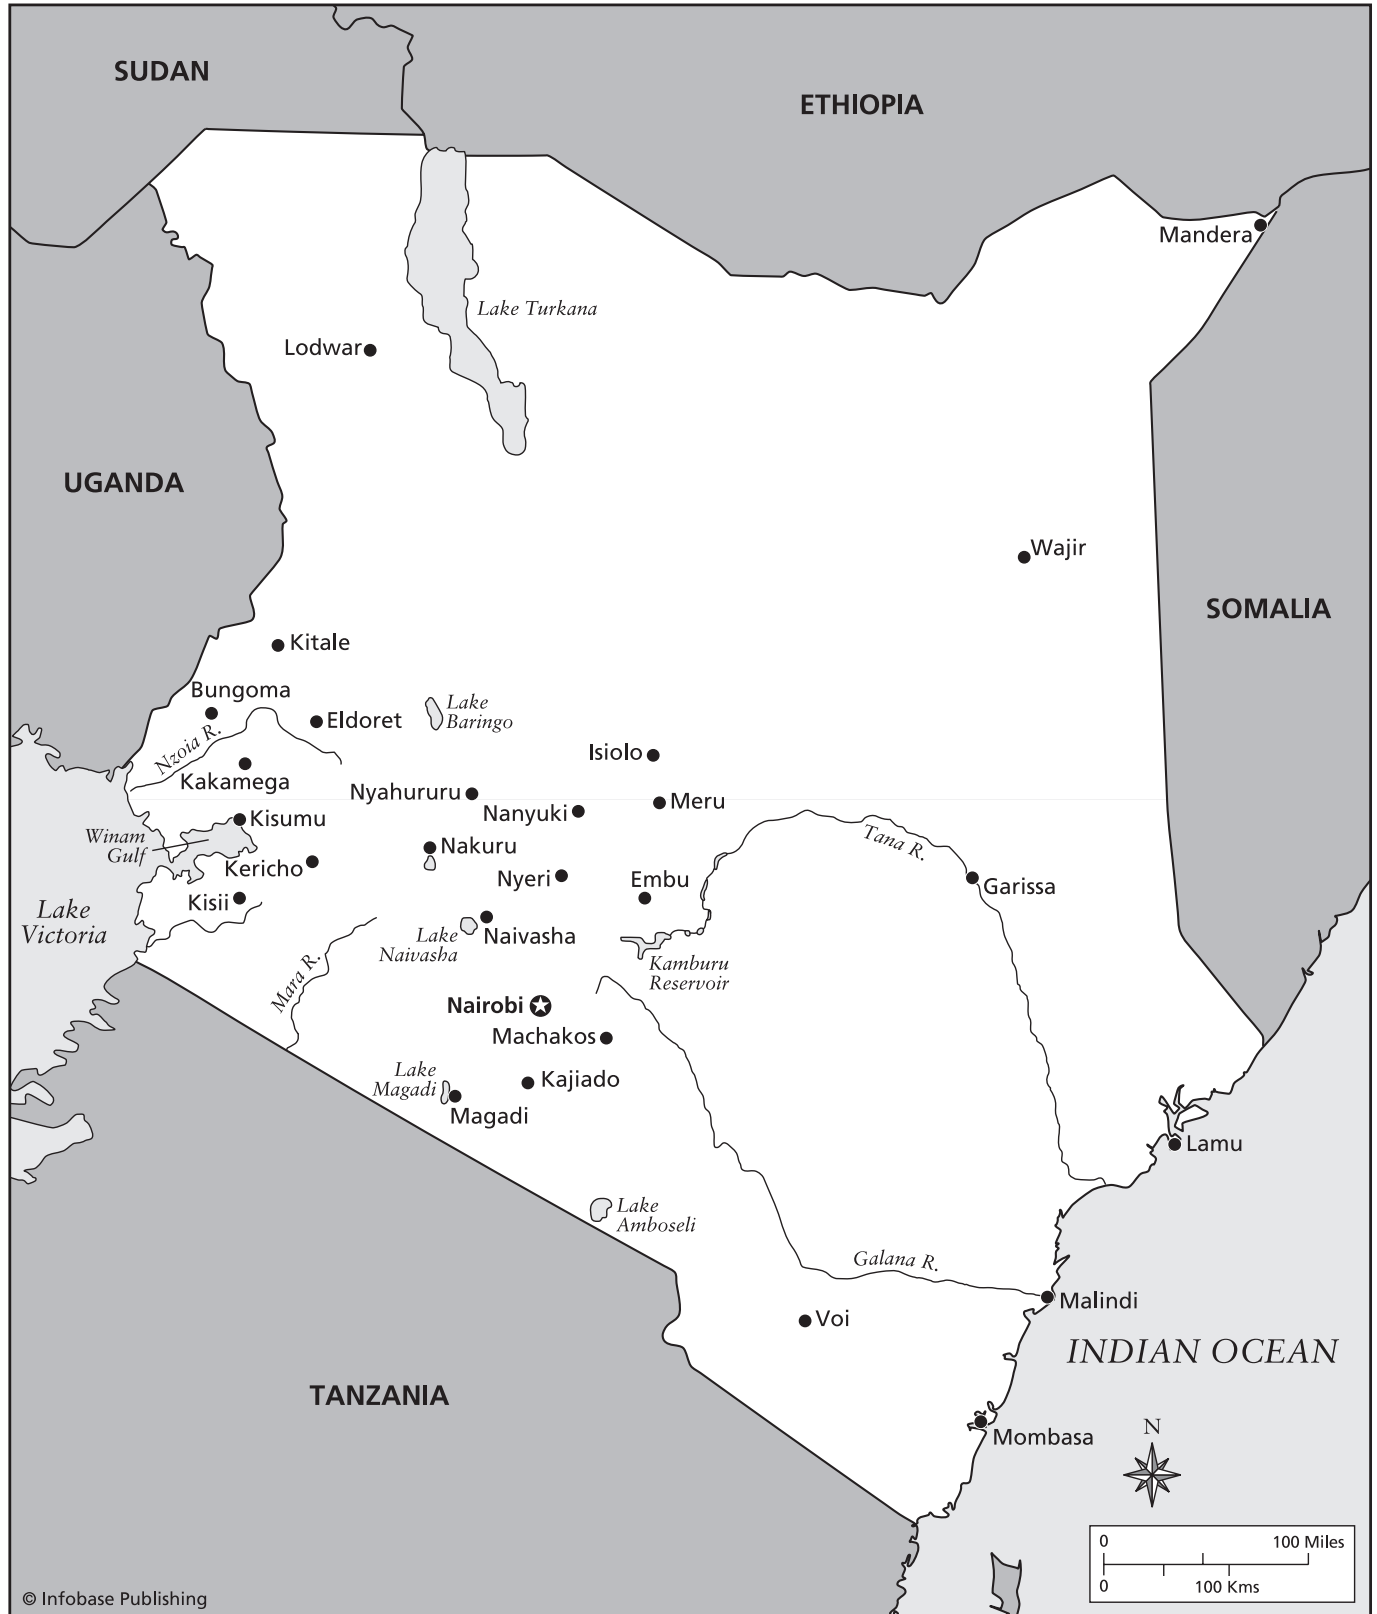 SUDAN
ETHIOPIA
Mandera
Lake Turkana
Lodwar
UGANDA
Wajir
SOMALIA
Kitale
Bungoma
Lake
Baringo
Eldoret
Nzoia R.
Isiolo
Kakamega
Nyahururu
Meru
Nanyuki
Kisumu
Winam
Gulf
Tana R.
Nakuru
Kericho
Nyeri
Embu
Garissa
Kisii
Lake
Victoria
Lake
Naivasha
Naivasha
Kamburu
Reservoir
Mara R.
Nairobi
Machakos
Lake
Magadi
Kajiado
Magadi
Lamu
Lake
Amboseli
Galana R.
Malindi
Voi
INDIAN OCEAN
TANZANIA
Mombasa
N
0 100 Miles
0 100 Kms
© Infobase Publishing